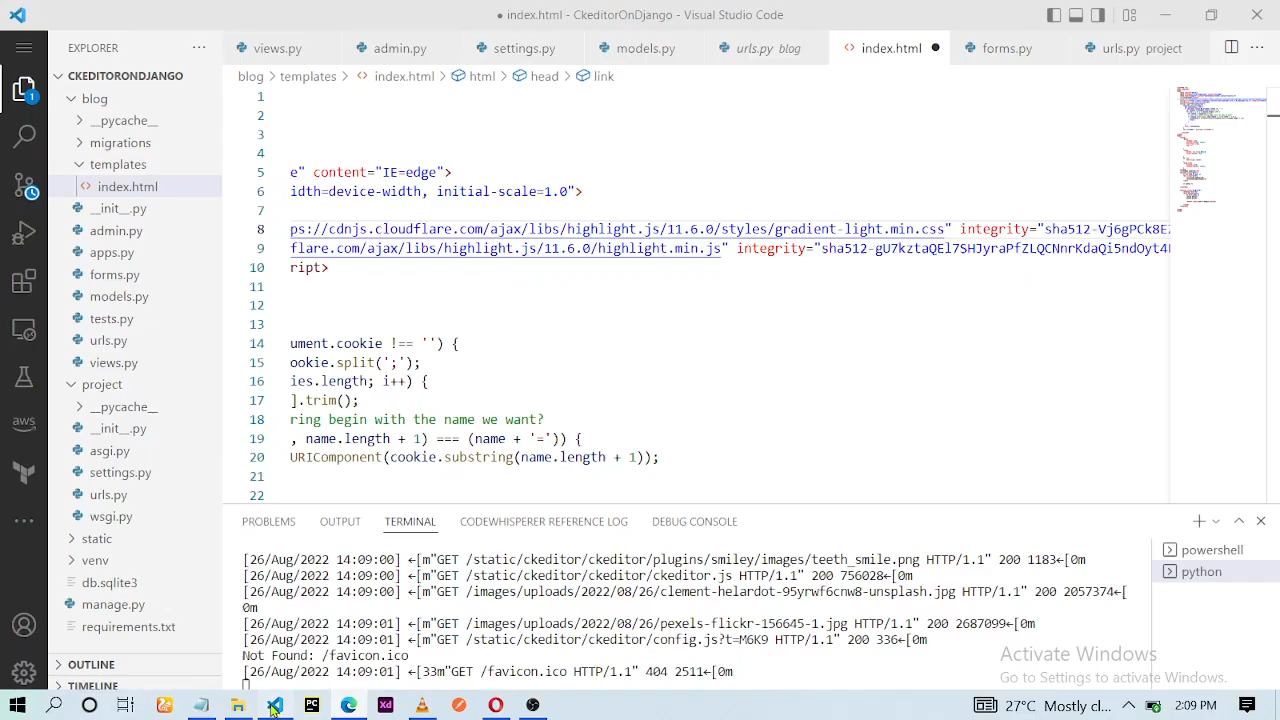 ● index.html - CkeditorOnDjango - Visual Studio Code
EXPLORER
views.py
admin.py
settings.py
models.py
urls.py blog
<> index.html ●
forms.py
urls.py project
CKEDITORONDJANGO
blog > templates > <> index.html > html > head > link
blog
__pycache__
migrations
templates
<> index.html
__init__.py
admin.py
apps.py
forms.py
models.py
tests.py
urls.py
views.py
project
__pycache__
__init__.py
asgi.py
settings.py
urls.py
wsgi.py
static
venv
db.sqlite3
manage.py
requirements.txt
OUTLINE
TIMELINE
1
1
aws
1
2
3
4
5 e" content="IE=edge">
6 idth=device-width, initial-scale=1.0">
7
8 ps://cdnjs.cloudflare.com/ajax/libs/highlight.js/11.6.0/styles/gradient-light.min.css" integrity="sha512-Vj6gPCk8EZ
9 flare.com/ajax/libs/highlight.js/11.6.0/highlight.min.js" integrity="sha512-gU7kztaQEl7SHJyraPfZLQCNnrKdaQi5ndOyt4L
10 ript>
11
12
13
14 ument.cookie !== '') {
15 ookie.split(';');
16 ies.length; i++) {
17 ].trim();
18 ring begin with the name we want?
19 , name.length + 1) === (name + '=')) {
20 URIComponent(cookie.substring(name.length + 1));
21
22
PROBLEMS OUTPUT TERMINAL CODEWHISPERER REFERENCE LOG DEBUG CONSOLE
powershell
python
[26/Aug/2022 14:09:00] ←[m"GET /static/ckeditor/ckeditor/plugins/smiley/images/teeth_smile.png HTTP/1.1" 200 1183←[0m
[26/Aug/2022 14:09:00] ←[m"GET /static/ckeditor/ckeditor/ckeditor.js HTTP/1.1" 200 756028←[0m
[26/Aug/2022 14:09:00] ←[m"GET /images/uploads/2022/08/26/clement-helardot-95yrwf6cnw8-unsplash.jpg HTTP/1.1" 200 2057374←[
0m
[26/Aug/2022 14:09:01] ←[m"GET /images/uploads/2022/08/26/pexels-flickr-156645-1.jpg HTTP/1.1" 200 2687099←[0m
[26/Aug/2022 14:09:01] ←[m"GET /static/ckeditor/ckeditor/config.js?t=M6K9 HTTP/1.1" 200 336←[0m
Not Found: /favicon.ico
[26/Aug/2022 14:09:01] ←[33m"GET /favicon.ico HTTP/1.1" 404 2511←[0m
Activate Windows
Go to Settings to activate Windows.
PC
Xd
27°C Mostly cl...
2:09 PM